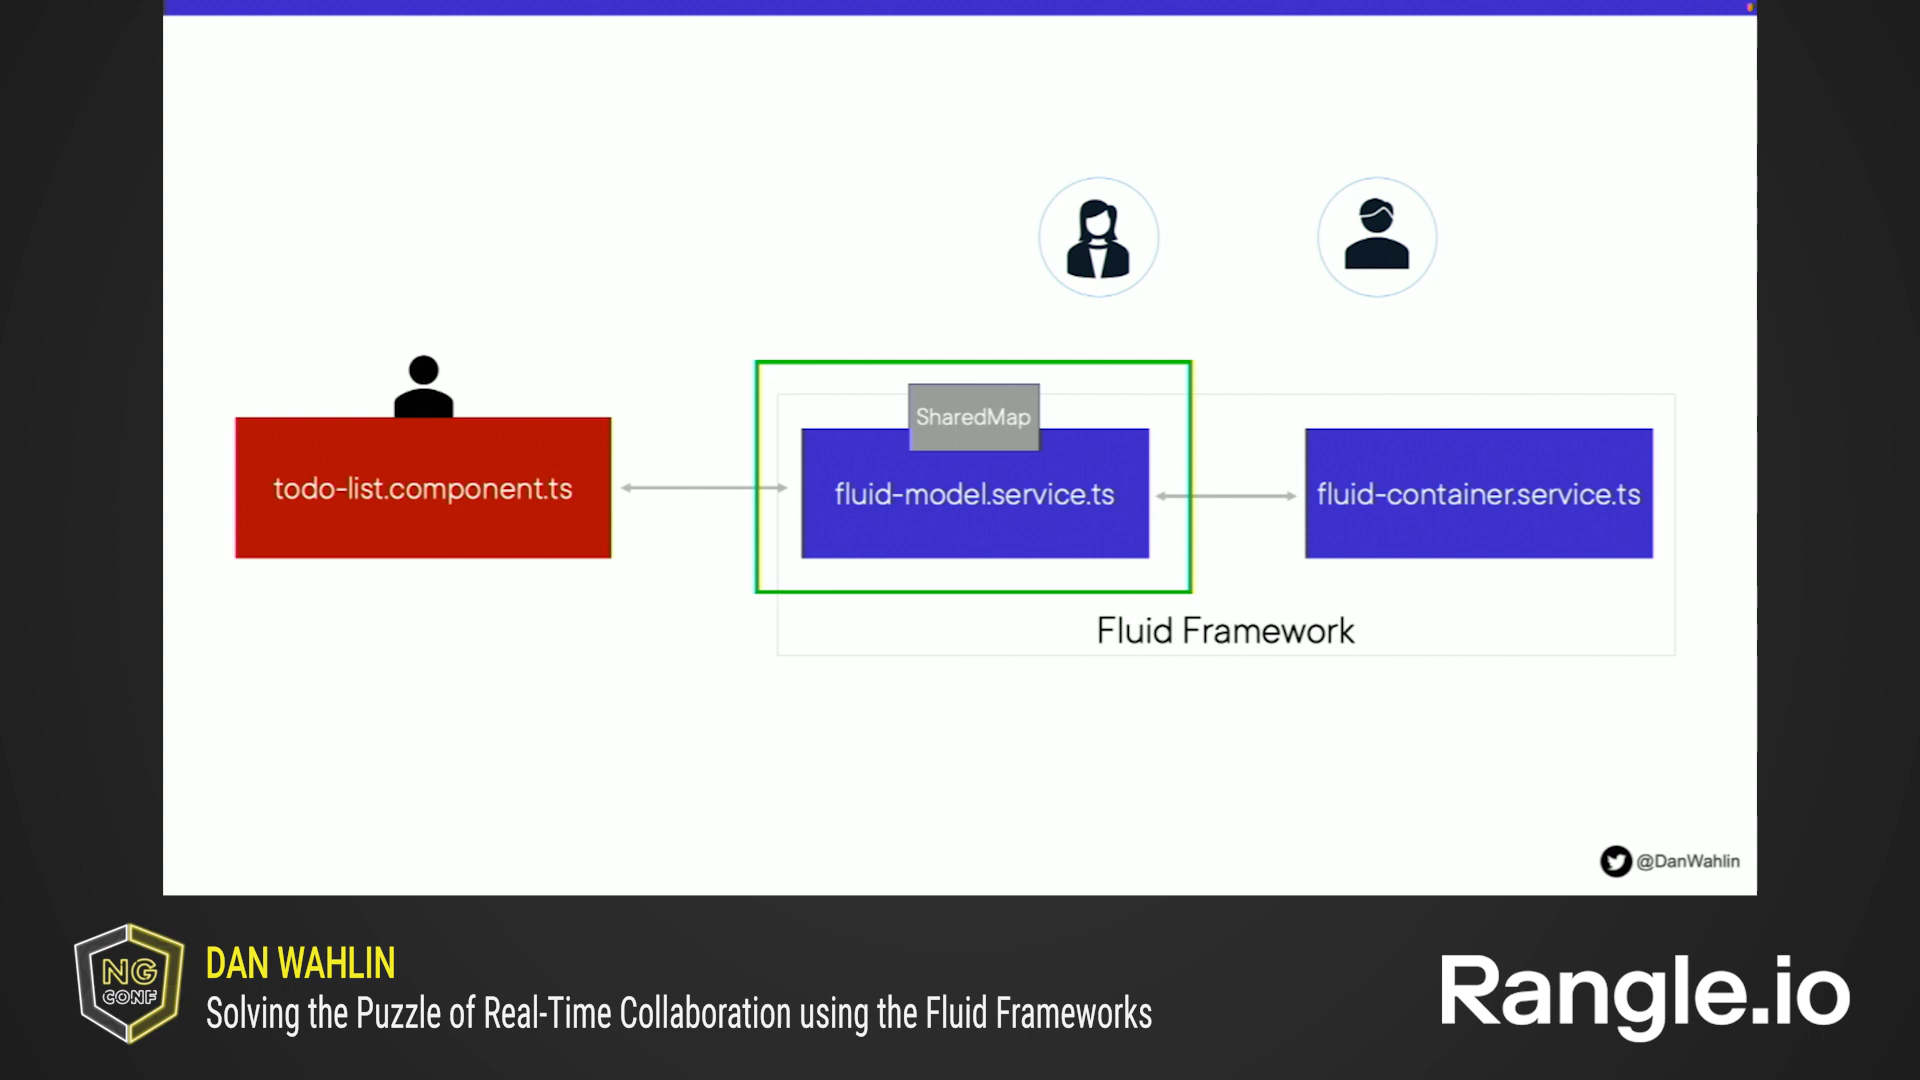 SharedMap
todo-list.component.ts
fluid-model.service.ts
fluid-container.service.ts
Fluid Framework
@DanWahlin
NG
CONF
DAN WAHLIN
Solving the Puzzle of Real-Time Collaboration using the Fluid Frameworks
Rangle.io